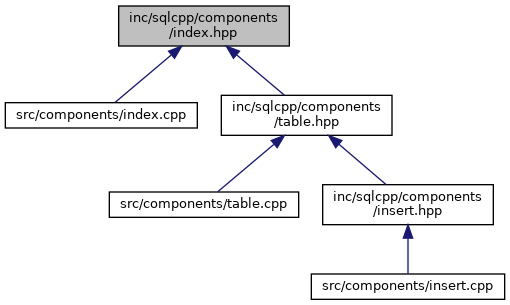 inc/sqlcpp/components
/index.hpp
src/components/index.cpp
inc/sqlcpp/components
/table.hpp
src/components/table.cpp
inc/sqlcpp/components
/insert.hpp
src/components/insert.cpp